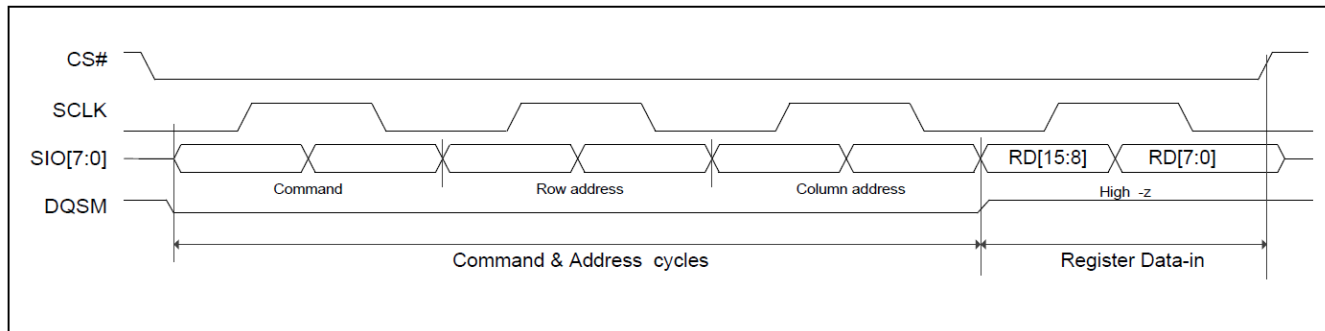 CS#
SCLK
SIO[7:0] RD[15:8] RD[7:0]
Command Row address Column address High -z
DQSM
Command & Address cycles Register Data-in